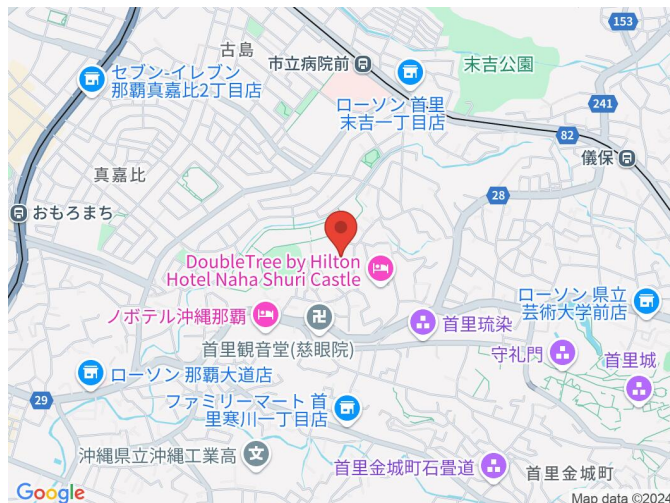 153
古島
市立病院前
末吉公園
セブン-イレブン
那覇真嘉比2丁目店
ローソン 首里
末吉一丁目店
241
82
儀保
真嘉比
28
おもろまち
DoubleTree by Hilton
Hotel Naha Shuri Castle
ローソン 県立
芸術大学前店
ノボテル沖縄那覇
首里琉染
首里観音堂(慈眼院)
守礼門
首里城
ローソン 那覇大道店
29
ファミリーマート 首
里寒川一丁目店
沖縄県立沖縄工業高
文
首里金城町石畳道
首里金城町
Google
Map data ©2024